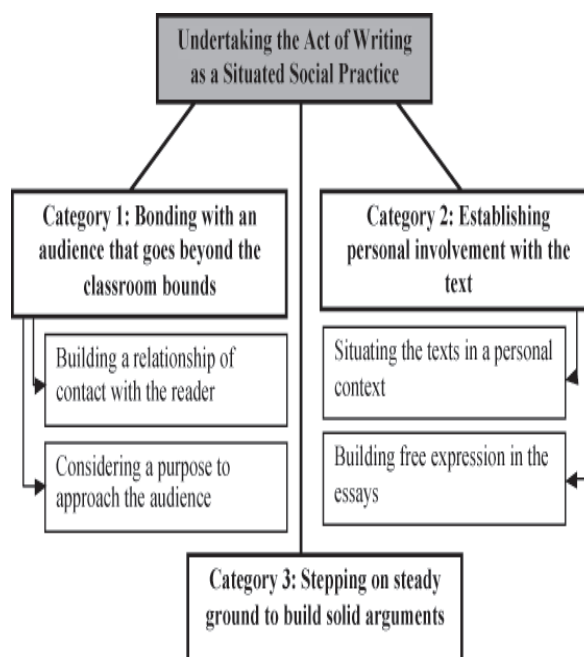 Undertaking the Act of Writing
as a Situated Social Practice
Category 1: Bonding with an
audience that goes beyond the
classroom bounds
Building a relationship of
contact with the reader
Considering a purpose to
approach the audience
Category 2: Establishing
personal involvement with the
text
Situating the texts in a personal
context
Building free expression in the
essays
Category 3: Stepping on steady
ground to build solid arguments